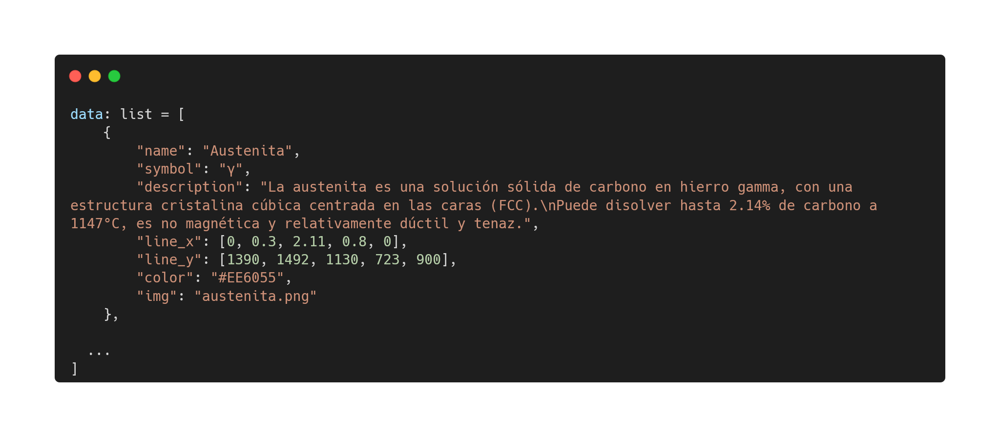 data: list = [
    {
        "name": "Austenita",
        "symbol": "γ",
        "description": "La austenita es una solución sólida de carbono en hierro gamma, con una
estructura cristalina cúbica centrada en las caras (FCC).\nPuede disolver hasta 2.14% de carbono a
1147°C, es no magnética y relativamente dúctil y tenaz.",
        "line_x": [0, 0.3, 2.11, 0.8, 0],
        "line_y": [1390, 1492, 1130, 723, 900],
        "color": "#EE6055",
        "img": "austenita.png"
    },
  ...
]